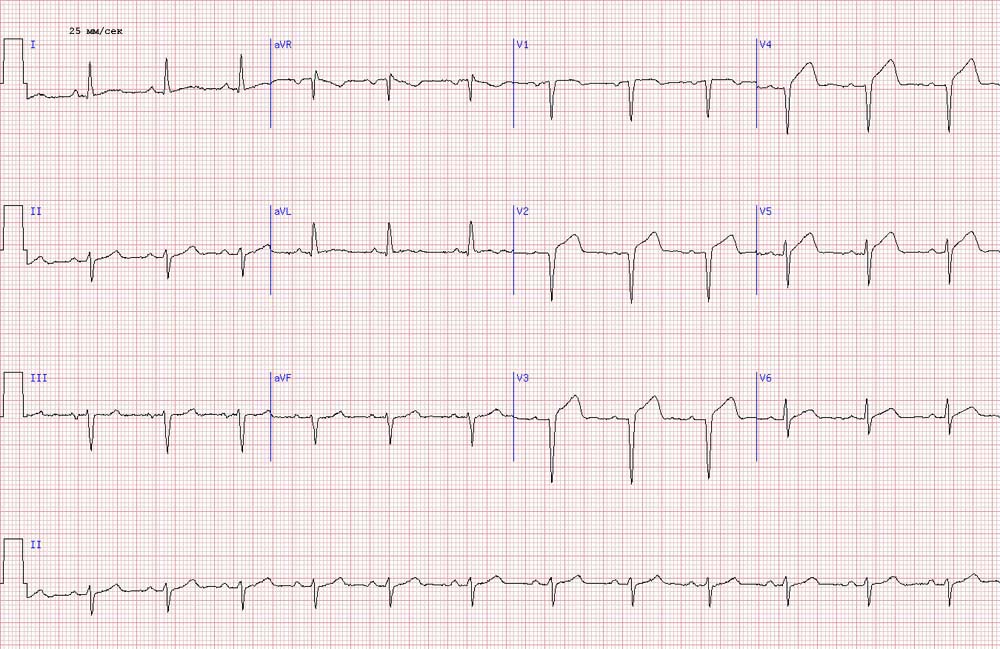 25 мм/сек
I aVR V1 V4
II aVL V2 V5
III aVF V3 V6
II